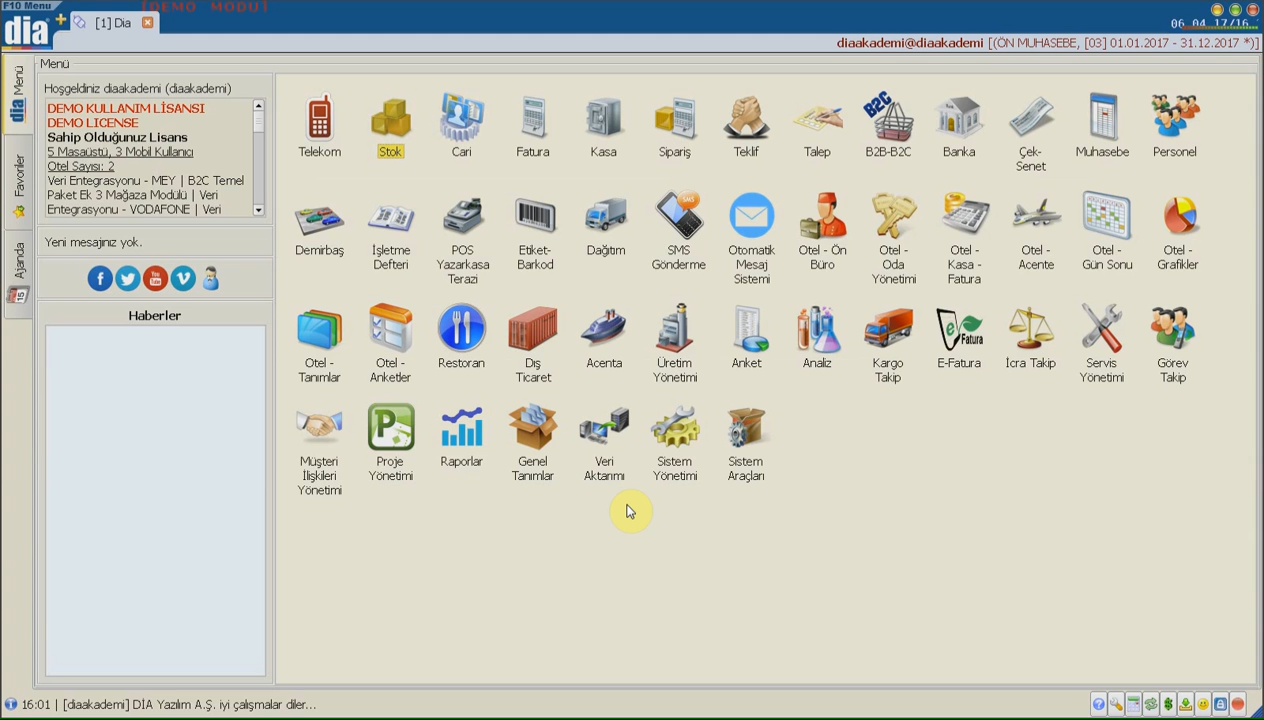 F10 Menu
[DEMO MODU]
dia
[1] Dia
06 04 17/16
diaakademi@diaakademi [(ÖN MUHASEBE, [03] 01.01.2017 - 31.12.2017 *)]
dia Menü
Favoriler
Ajanda
15
Menü
Hoşgeldiniz diaakademi (diaakademi)
DEMO KULLANIM LİSANSI
DEMO LICENSE
Sahip Olduğunuz Lisans
5 Masaüstü, 3 Mobil Kullanıcı
Otel Sayısı: 2
Veri Entegrasyonu - MEY | B2C Temel
Paket Ek 3 Mağaza Modülü | Veri
Entegrasyonu - VODAFONE | Veri
Yeni mesajınız yok.
Haberler
Telekom
Stok
Cari
Fatura
Kasa
Sipariş
Teklif
Talep
B2C
B2B-B2C
Banka
Çek-
Senet
Muhasebe
Personel
Demirbaş
İşletme
Defteri
POS
Yazarkasa
Terazi
Etiket-
Barkod
Dağıtım
SMS
SMS
Gönderme
Otomatik
Mesaj
Sistemi
Otel - Ön
Büro
Otel -
Oda
Yönetimi
Otel -
Kasa -
Fatura
Otel -
Acente
Otel -
Gün Sonu
Otel -
Grafikler
Otel -
Tanımlar
Otel -
Anketler
Restoran
Dış
Ticaret
Acenta
Üretim
Yönetimi
Anket
Analiz
Kargo
Takip
e Fatura
E-Fatura
İcra Takip
Servis
Yönetimi
Görev
Takip
Müşteri
İlişkileri
Yönetimi
P
Proje
Yönetimi
Raporlar
Genel
Tanımlar
Veri
Aktarımı
Sistem
Yönetimi
Sistem
Araçları
16:01 | [diaakademi] DİA Yazılım A.Ş. iyi çalışmalar diler...